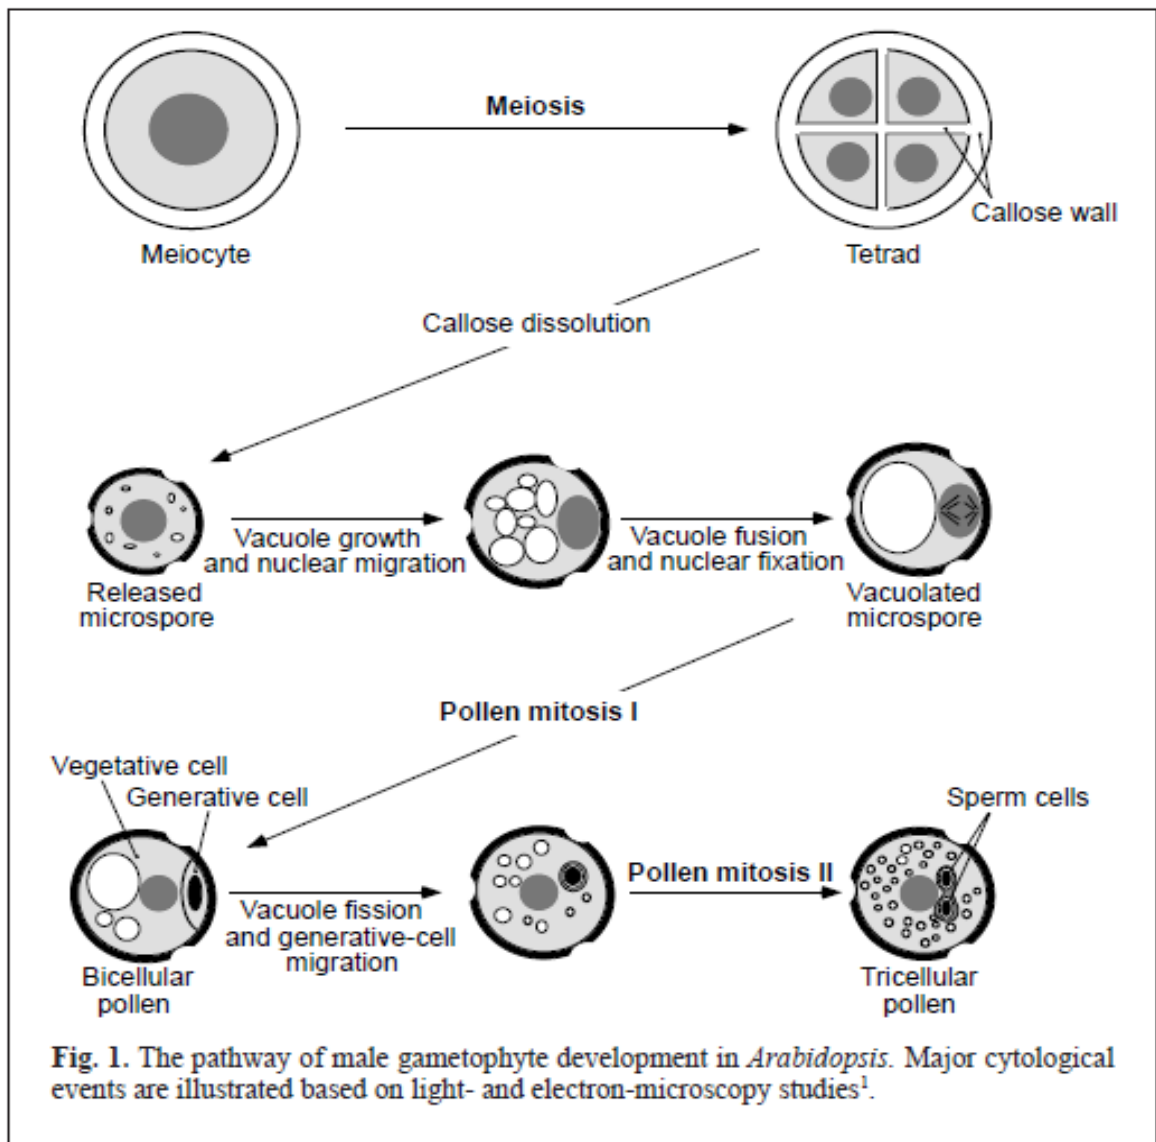 Meiosis
Callose wall
Meiocyte
Tetrad
Callose dissolution
Vacuole growth
and nuclear migration
Vacuole fusion
and nuclear fixation
Released
microspore
Vacuolated
microspore
Pollen mitosis I
Vegetative cell
Generative cell
Sperm cells
Pollen mitosis II
Vacuole fission
and generative-cell
migration
Bicellular
pollen
Tricellular
pollen
Fig. 1. The pathway of male gametophyte development in Arabidopsis. Major cytological
events are illustrated based on light- and electron-microscopy studies¹.